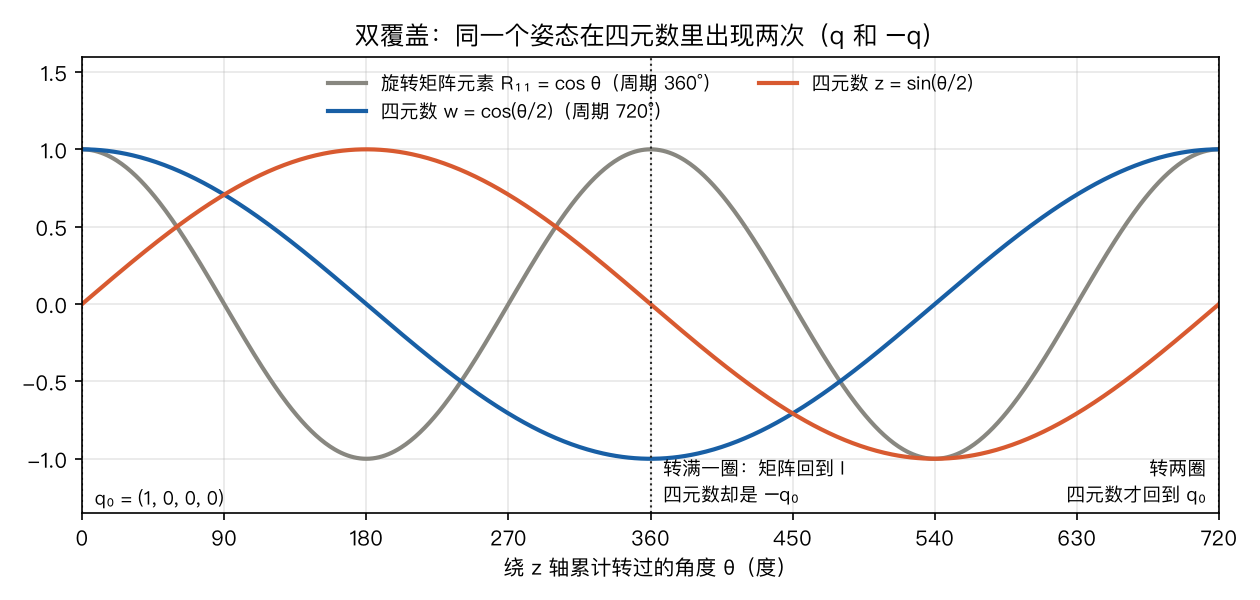 双覆盖：同一个姿态在四元数里出现两次（q 和 −q）
旋转矩阵元素 R₁₁ = cos θ（周期 360°）
四元数 w = cos(θ/2)（周期 720°）
四元数 z = sin(θ/2)
1.5
1.0
0.5
0.0
−0.5
−1.0
q₀ = (1, 0, 0, 0)
转满一圈：矩阵回到 I
四元数却是 −q₀
转两圈
四元数才回到 q₀
0 90 180 270 360 450 540 630 720
绕 z 轴累计转过的角度 θ（度）